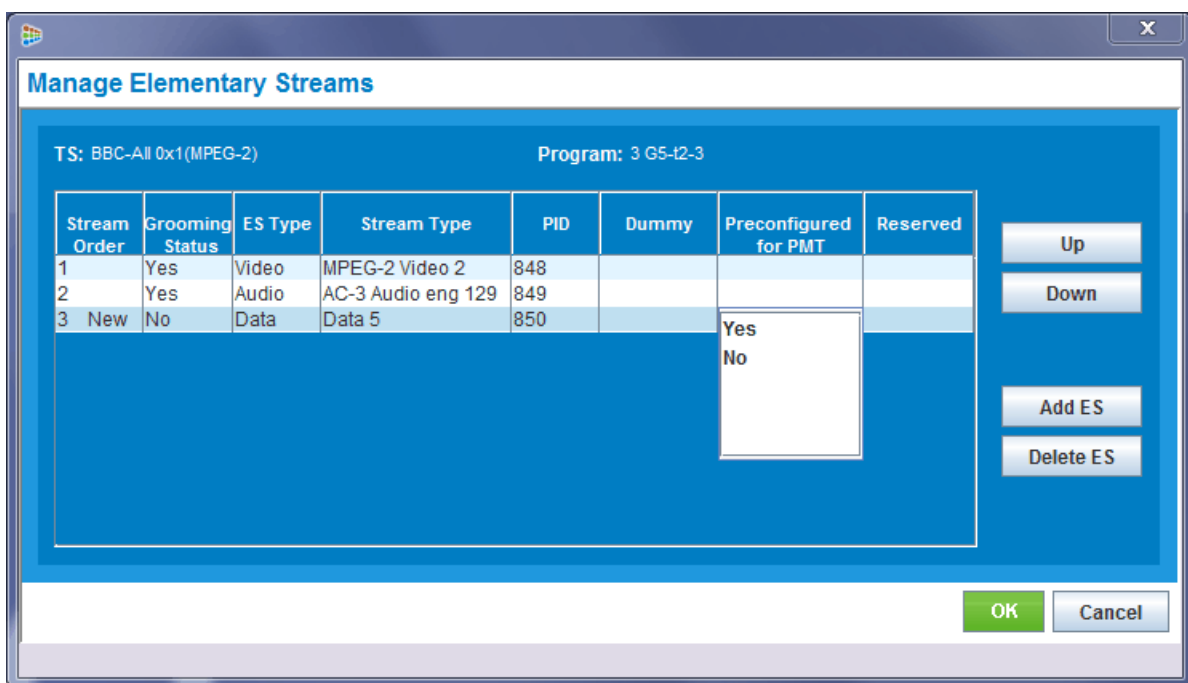 X
Manage Elementary Streams
TS: BBC-All 0x1(MPEG-2) Program: 3 G5-t2-3
Stream Order Grooming Status ES Type Stream Type PID Dummy Preconfigured for PMT Reserved
1 Yes Video MPEG-2 Video 2 848
2 Yes Audio AC-3 Audio eng 129 849
3 New No Data Data 5 850
Yes
No
Up
Down
Add ES
Delete ES
OK Cancel